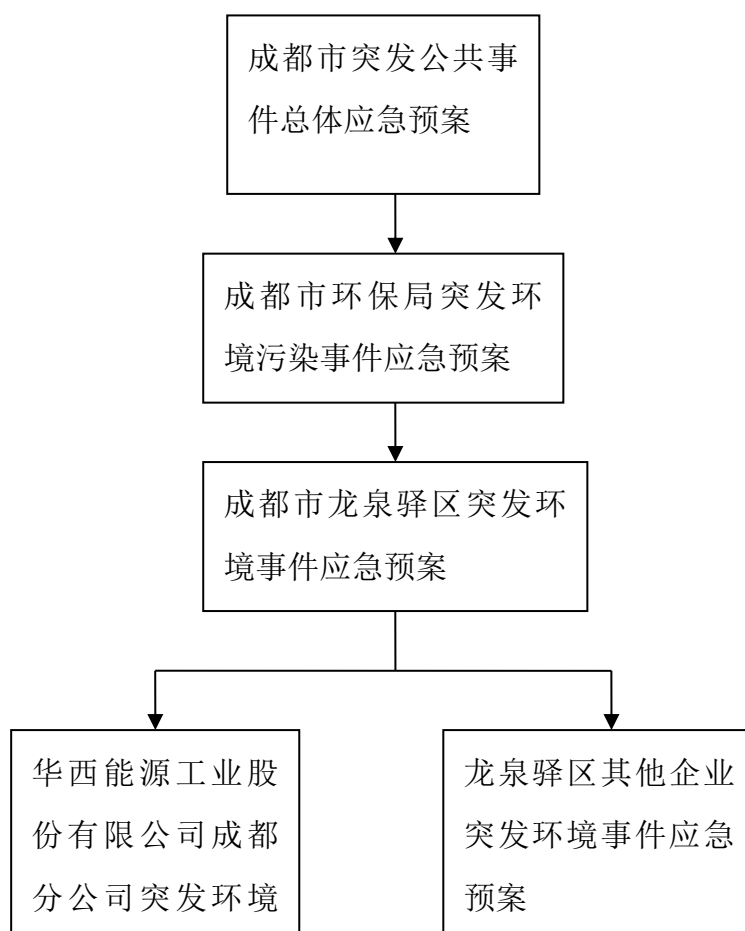 成都市突发公共事
件总体应急预案
成都市环保局突发环
境污染事件应急预案
成都市龙泉驿区突发环
境事件应急预案
华西能源工业股
份有限公司成都
分公司突发环境
龙泉驿区其他企业
突发环境事件应急
预案